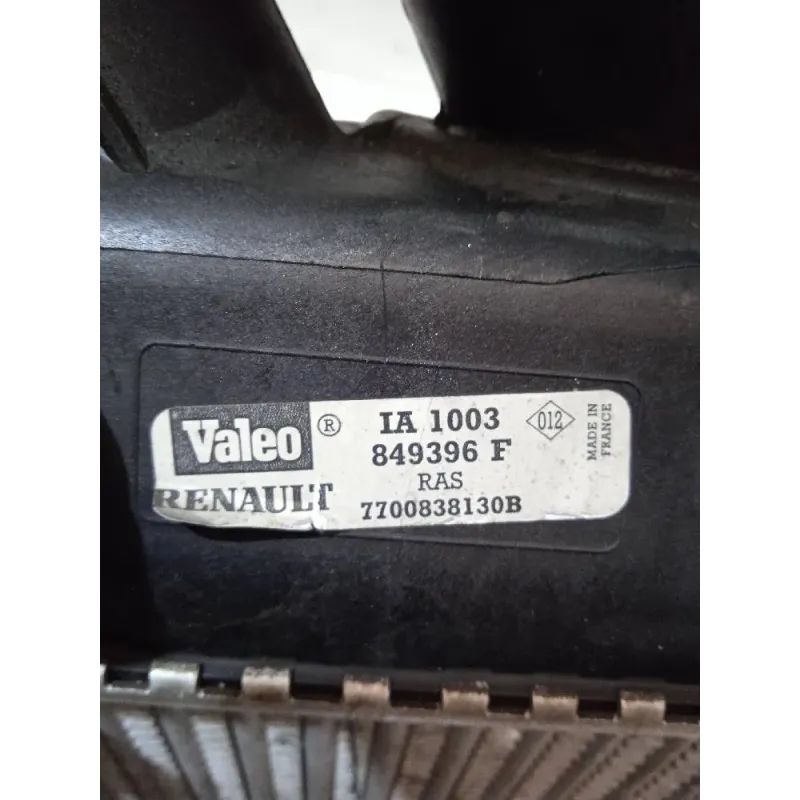 Valeo ®
RENAULT
IA 1003
849396 F
RAS
7700838130B
012
MADE IN
FRANCE